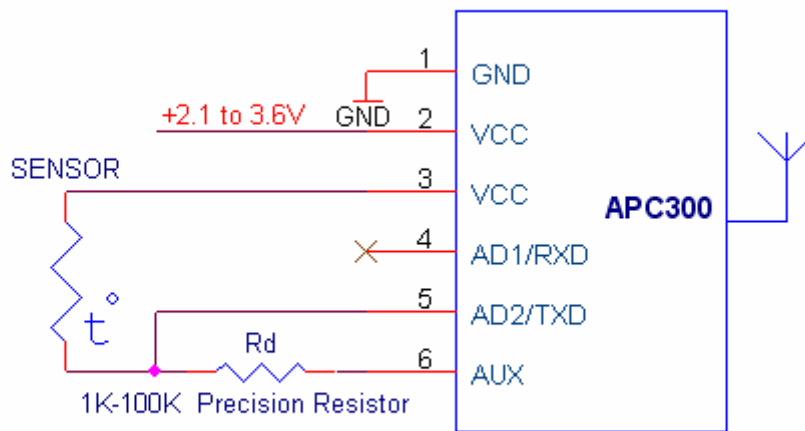 1 GND
+2.1 to 3.6V GND 2 VCC
SENSOR
3 VCC
APC300
4 AD1/RXD
t°
5 AD2/TXD
Rd
6 AUX
1K-100K Precision Resistor